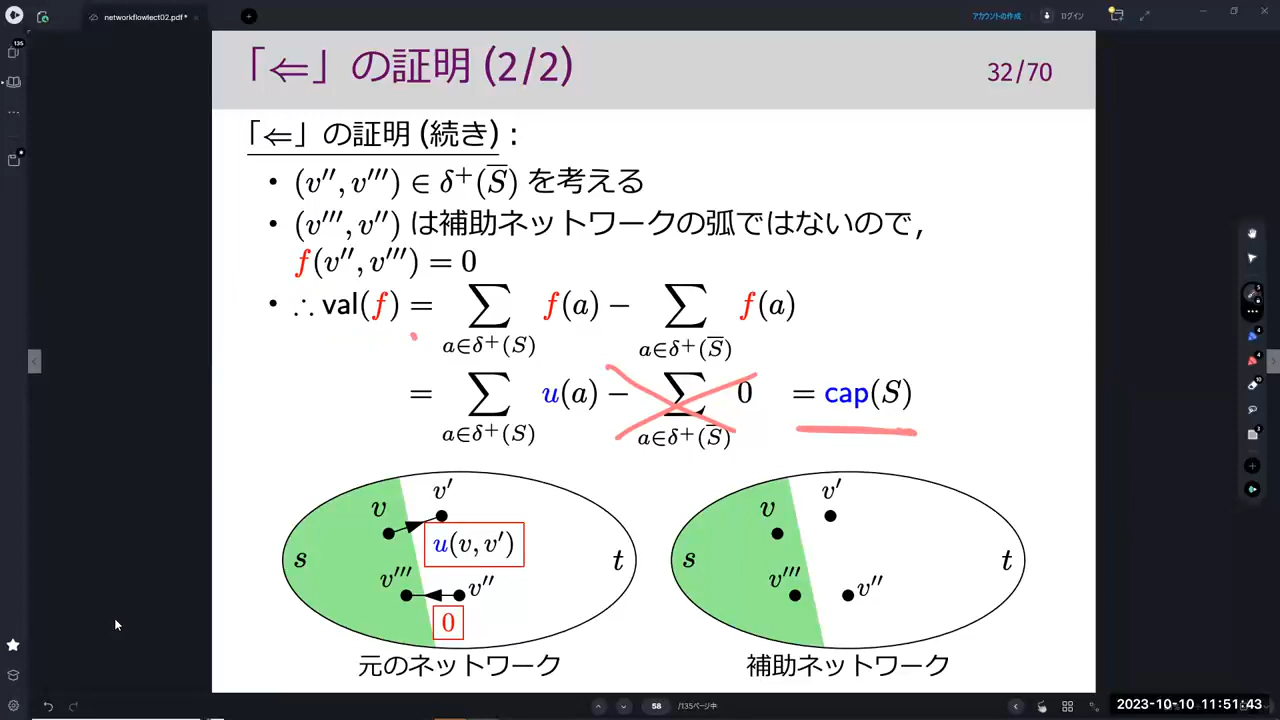 networkflowlect02.pdf*
アカウントの作成
ログイン
135
「⇐」の証明 (2/2)
32/70
「⇐」の証明 (続き) :
• (v′′, v′′′) ∈ δ⁺(S̅) を考える
• (v′′′, v′′) は補助ネットワークの弧ではないので,
f(v′′, v′′′) = 0
• ∴ val(f) = ∑_{a∈δ⁺(S)} f(a) − ∑_{a∈δ⁺(S̅)} f(a)
= ∑_{a∈δ⁺(S)} u(a) − ∑_{a∈δ⁺(S̅)} 0 = cap(S)
v
v′
u(v, v′)
s
t
v′′′
v′′
0
元のネットワーク
v
v′
s
t
v′′′
v′′
補助ネットワーク
58 /135ページ中
2023-10-10 11:51:43